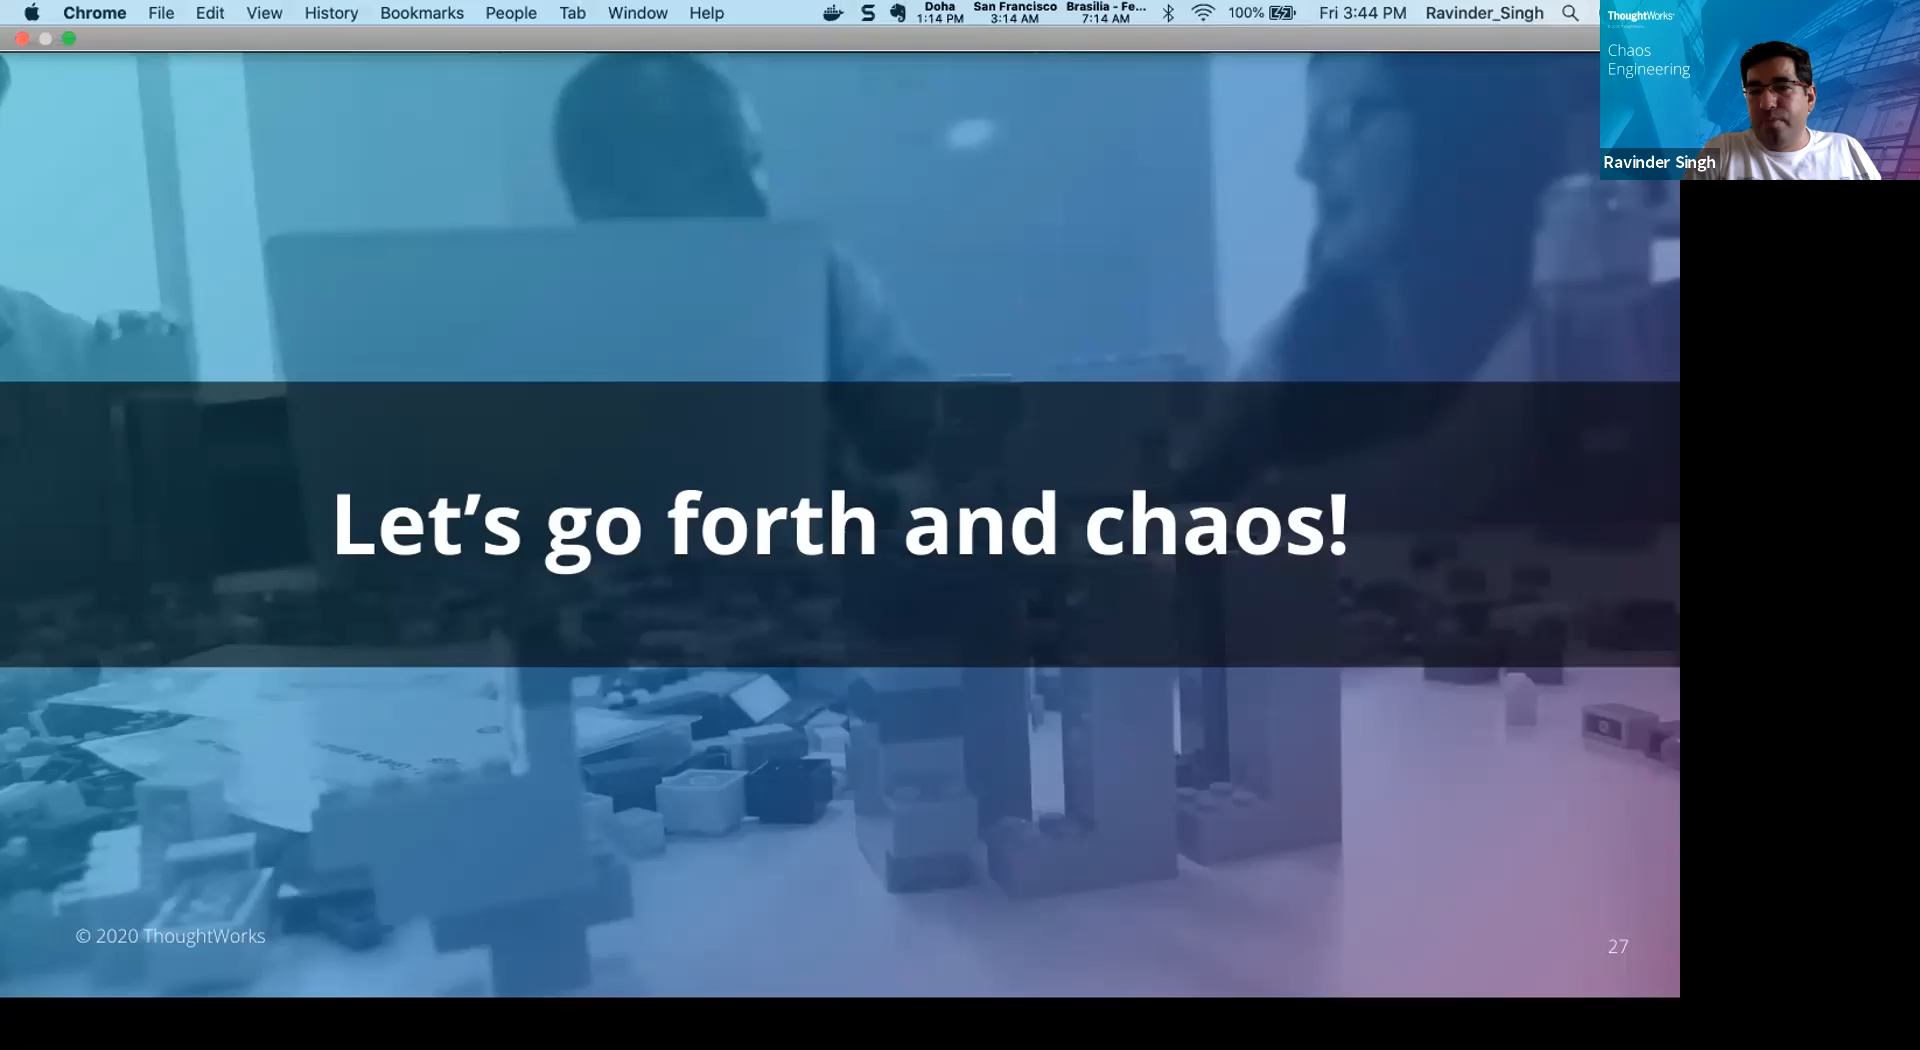 Chrome File Edit View History Bookmarks People Tab Window Help
Doha San Francisco Brasilia - Fe...
1:14 PM 3:14 AM 7:14 AM
100% Fri 3:44 PM Ravinder_Singh
ThoughtWorks
Chaos
Engineering
Ravinder Singh
Let's go forth and chaos!
© 2020 ThoughtWorks
27